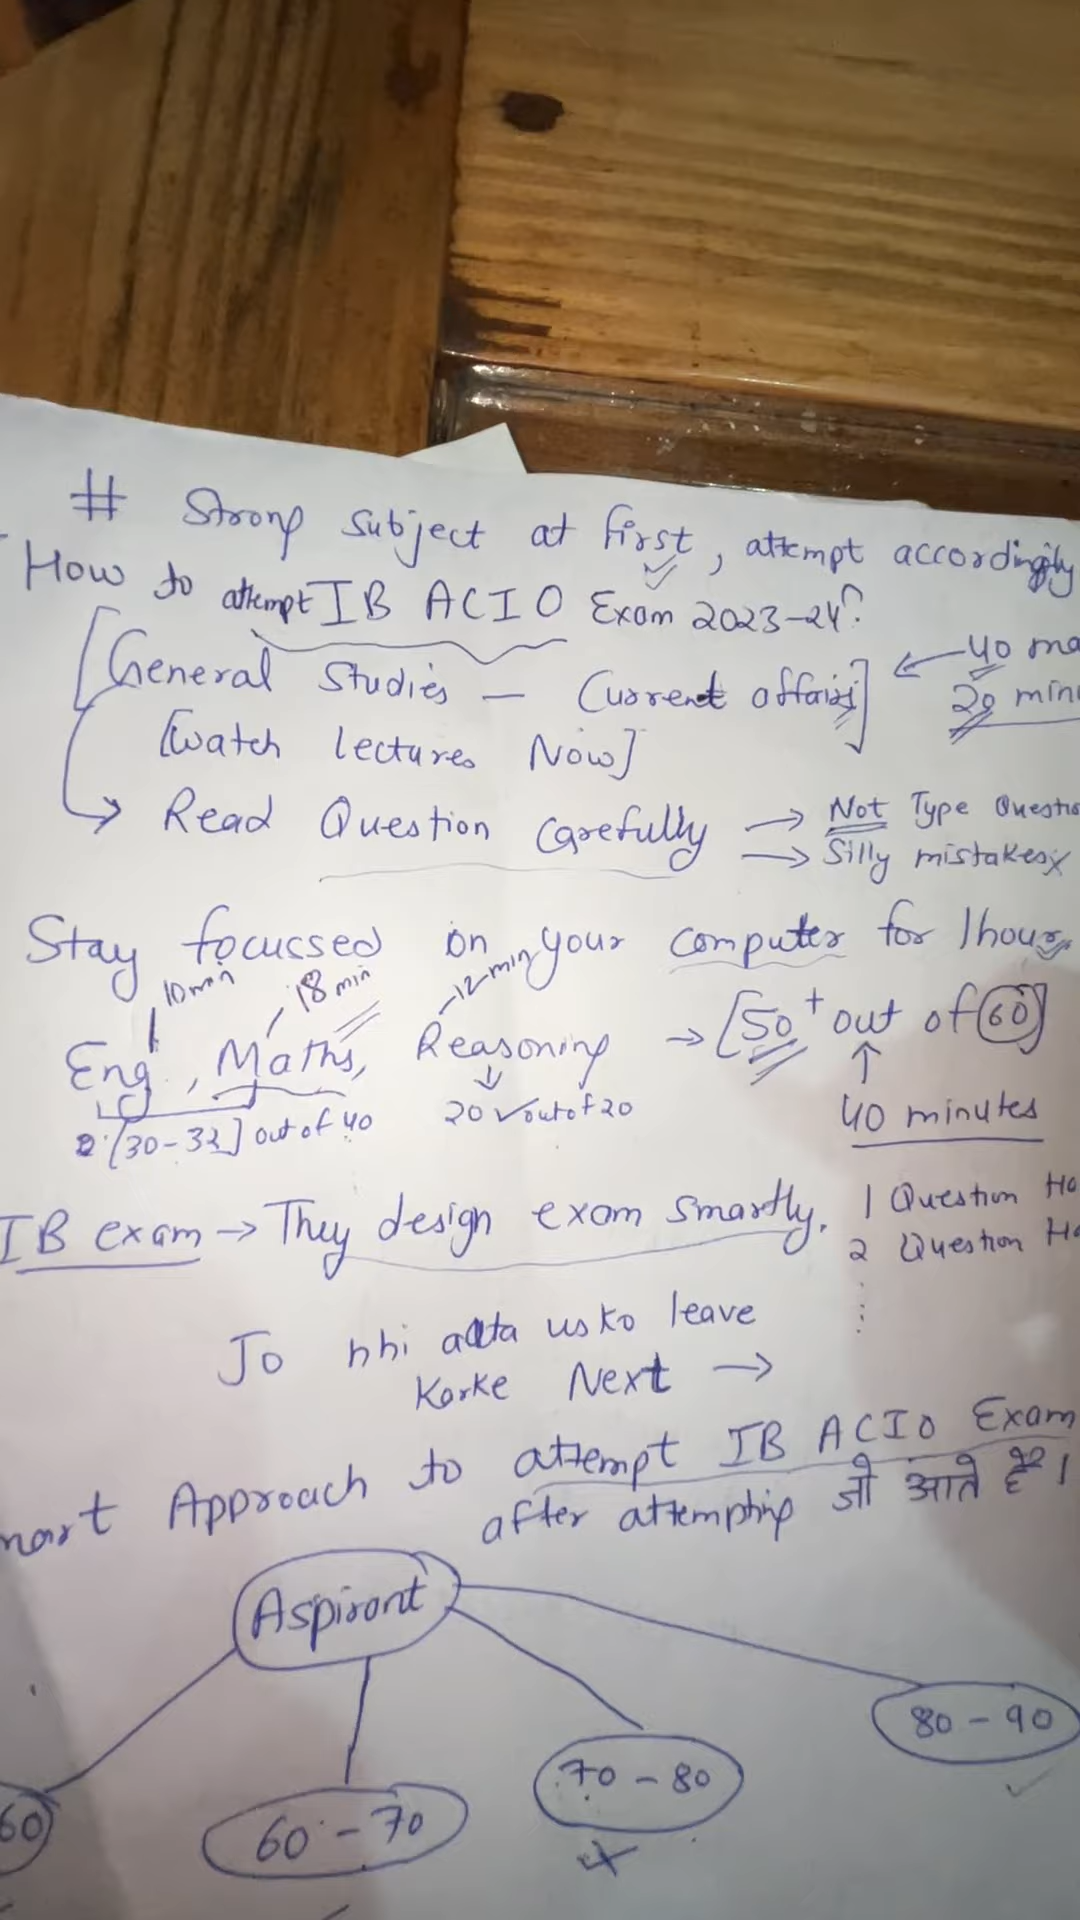 # Strong subject at first, attempt accordingly
How to attempt IB ACIO Exam 2023-24?
[General Studies — Current affairs] ← 40 ma
20 min
[Watch lectures Now]
→ Read Question Carefully → Not Type Questio
→ Silly mistakes x
Stay focussed on your computer for 1 hour
10 min 18 min 12 min
Eng, Maths, Reasoning → [50+ out of 60]
[30-32] out of 40 20 ✓ out of 20 40 minutes
IB exam → They design exam smartly. 1 Question Ha
2 Question Ha
Jo nhi aata usko leave
Karke Next →
mart Approach to attempt IB ACIO Exam
after attempting जो आते हैं।
Aspirant
60 60-70 70-80 80-90